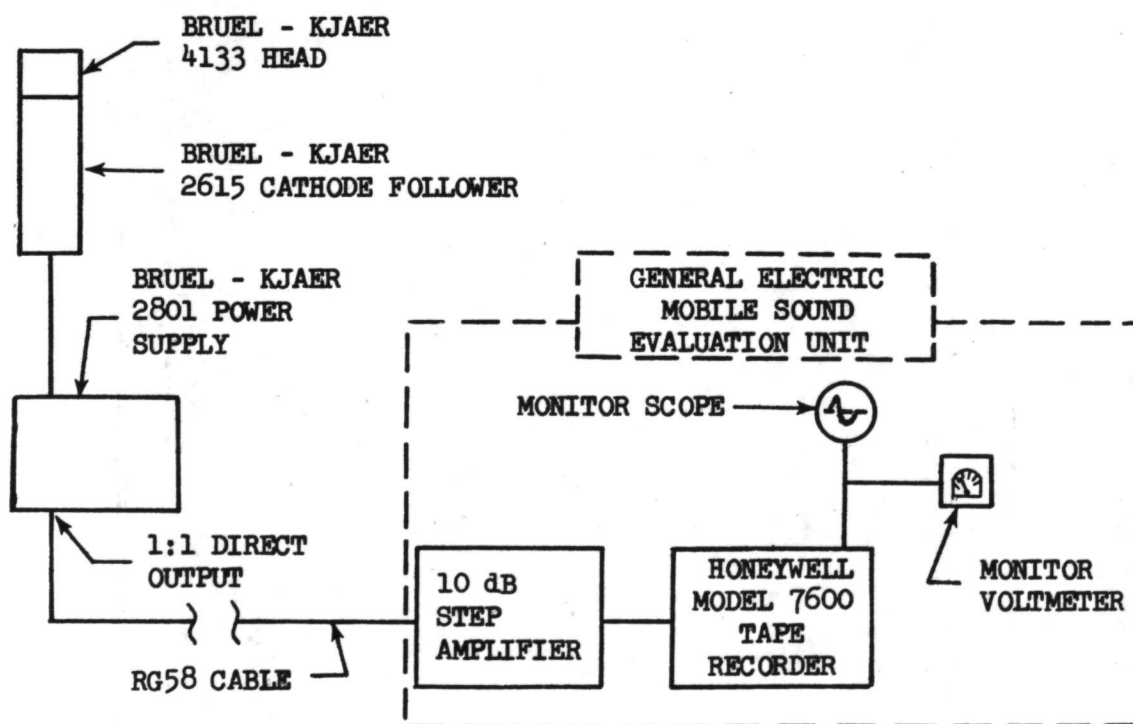 BRUEL - KJAER
4133 HEAD
BRUEL - KJAER
2615 CATHODE FOLLOWER
BRUEL - KJAER
2801 POWER
SUPPLY
GENERAL ELECTRIC
MOBILE SOUND
EVALUATION UNIT
MONITOR SCOPE
1:1 DIRECT
OUTPUT
10 dB
STEP
AMPLIFIER
HONEYWELL
MODEL 7600
TAPE
RECORDER
MONITOR
VOLTMETER
RG58 CABLE